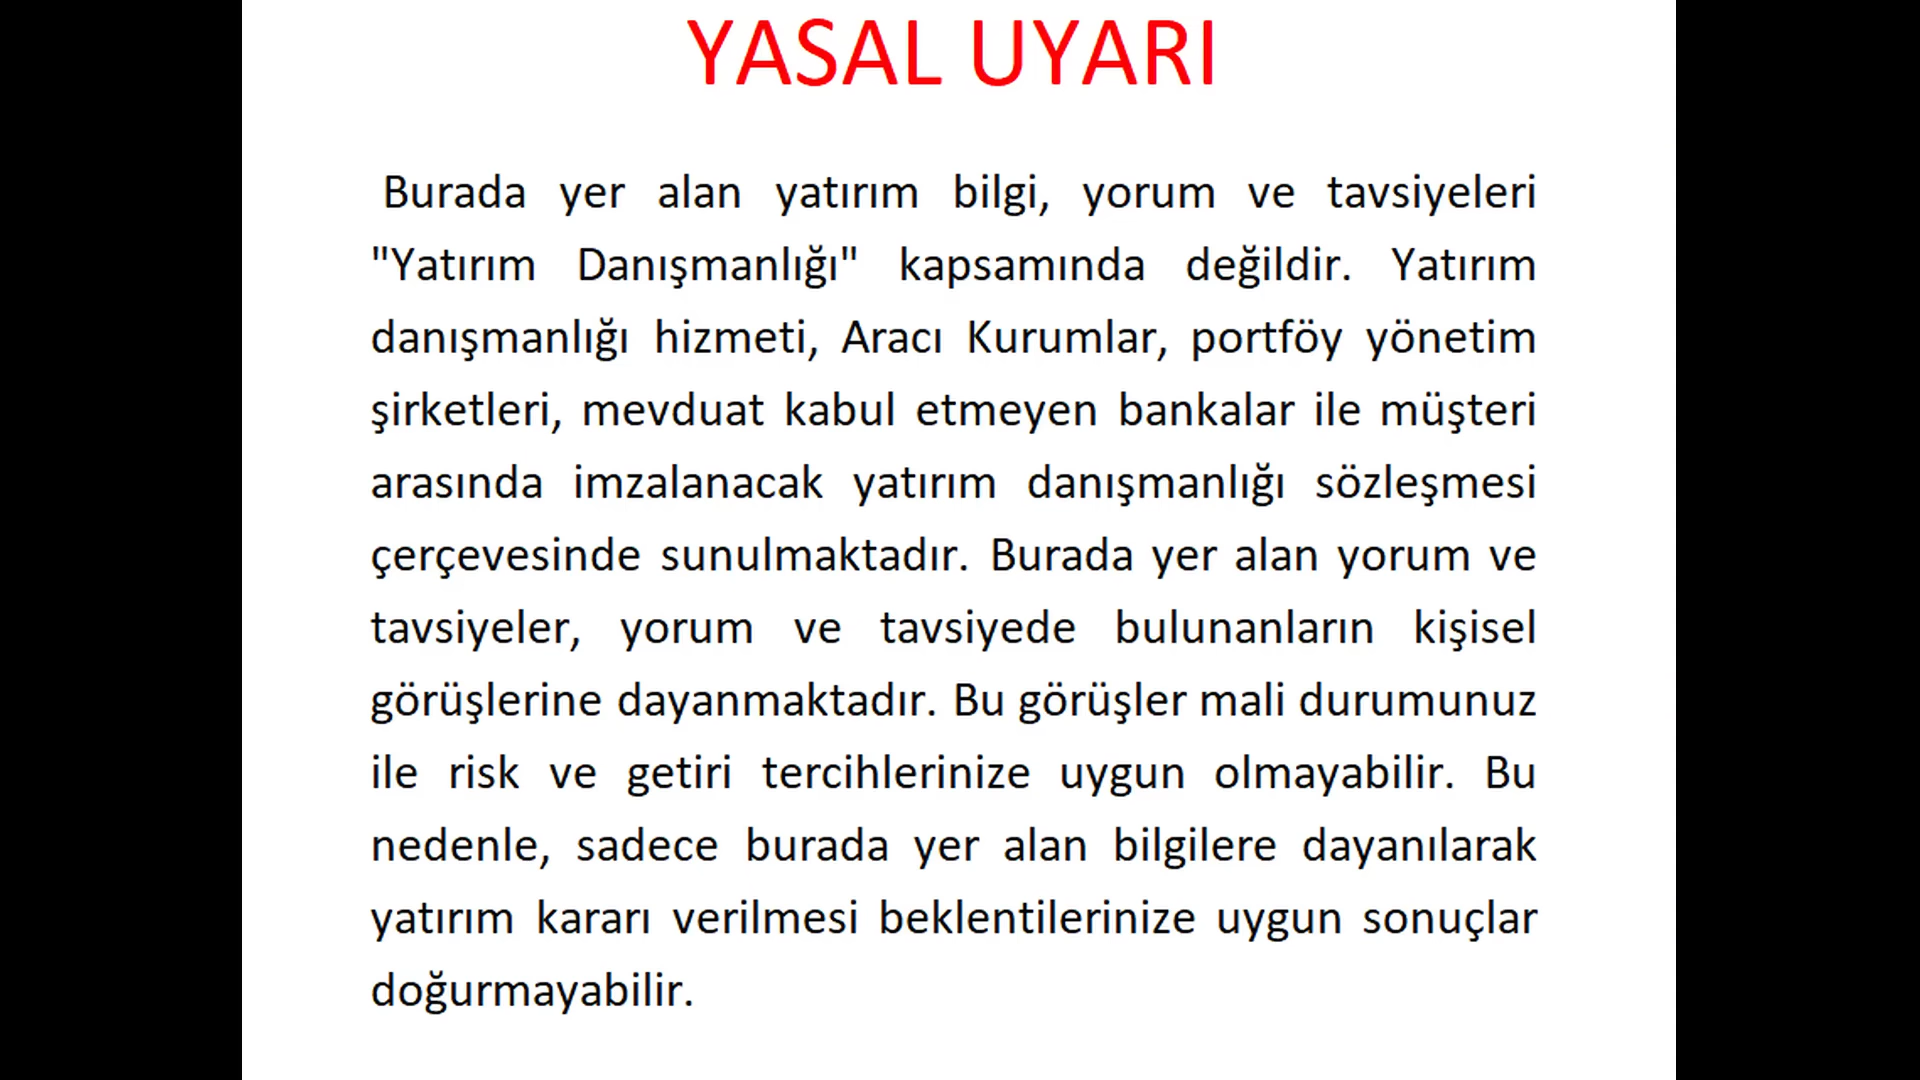 YASAL UYARI
Burada yer alan yatırım bilgi, yorum ve tavsiyeleri
"Yatırım Danışmanlığı" kapsamında değildir. Yatırım
danışmanlığı hizmeti, Aracı Kurumlar, portföy yönetim
şirketleri, mevduat kabul etmeyen bankalar ile müşteri
arasında imzalanacak yatırım danışmanlığı sözleşmesi
çerçevesinde sunulmaktadır. Burada yer alan yorum ve
tavsiyeler, yorum ve tavsiyede bulunanların kişisel
görüşlerine dayanmaktadır. Bu görüşler mali durumunuz
ile risk ve getiri tercihlerinize uygun olmayabilir. Bu
nedenle, sadece burada yer alan bilgilere dayanılarak
yatırım kararı verilmesi beklentilerinize uygun sonuçlar
doğurmayabilir.